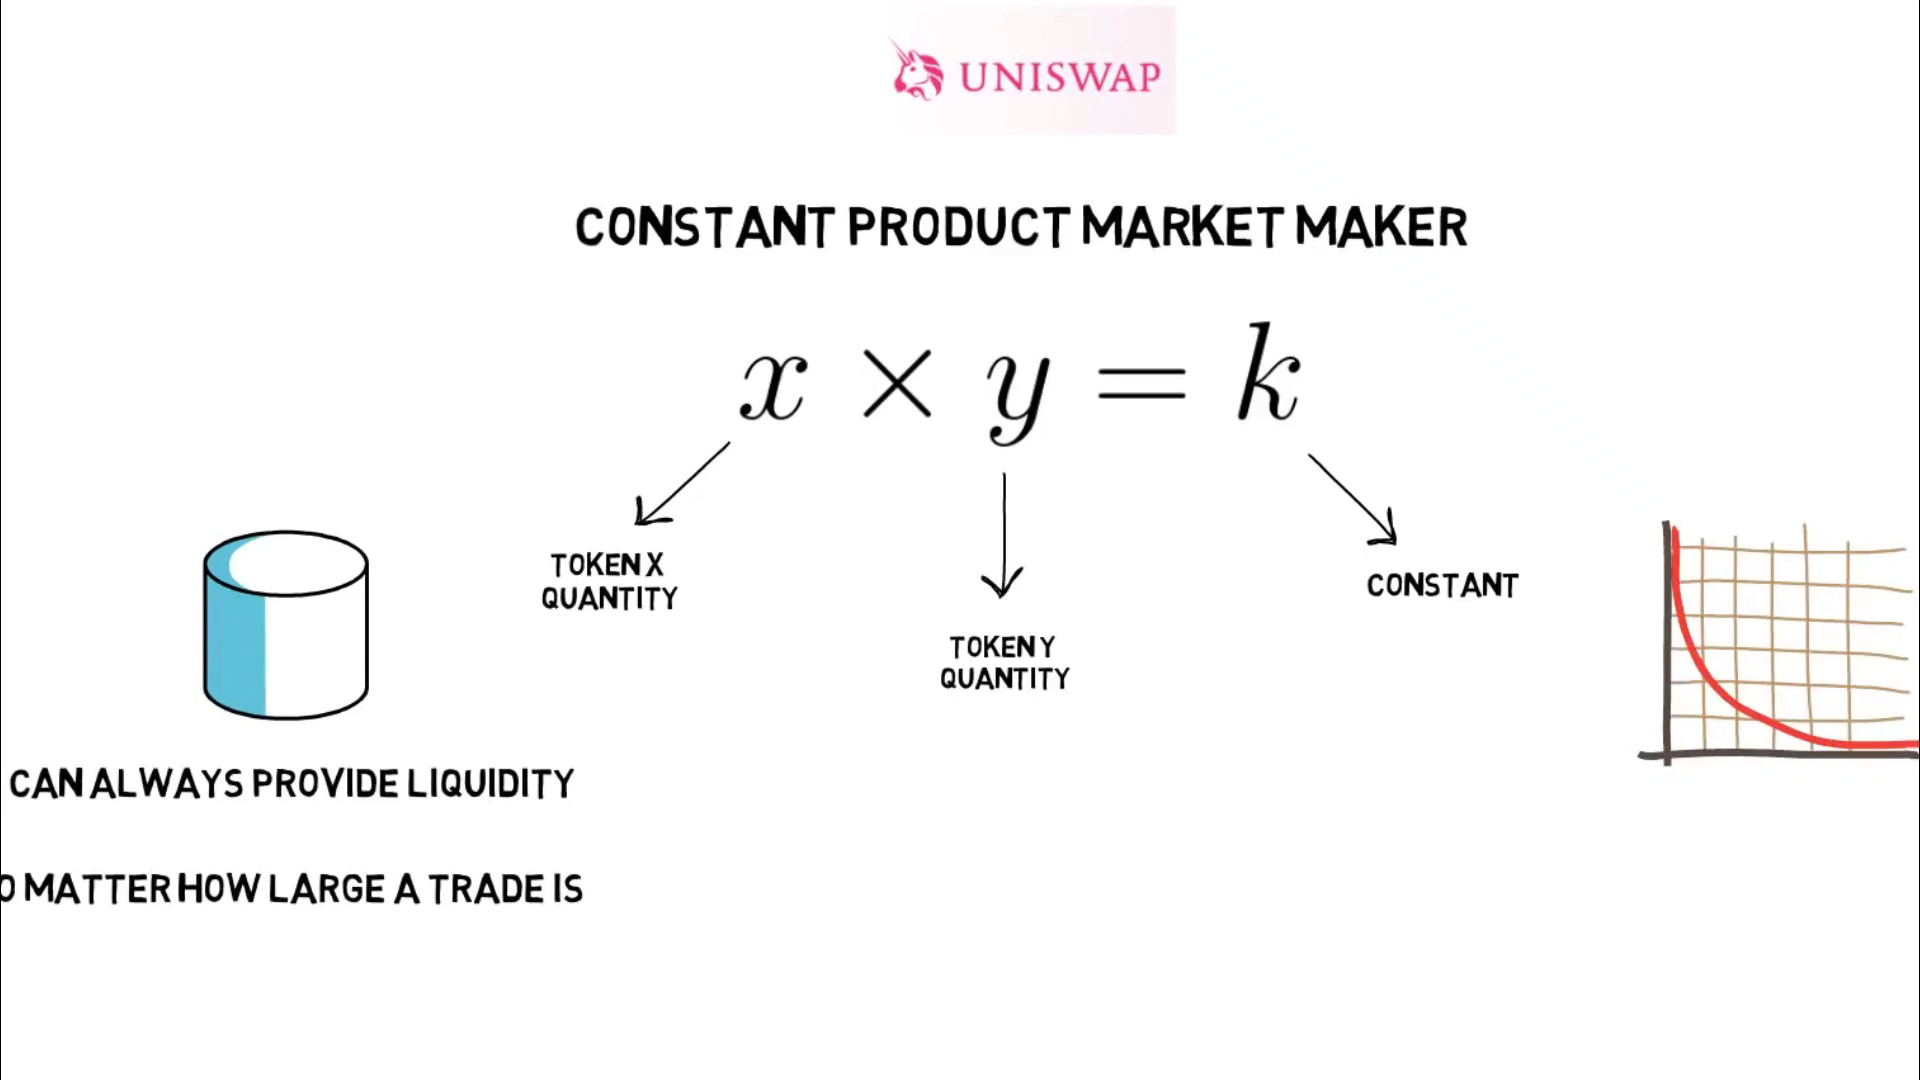 UNISWAP
CONSTANT PRODUCT MARKET MAKER
x × y = k
TOKEN X
QUANTITY
TOKEN Y
QUANTITY
CONSTANT
CAN ALWAYS PROVIDE LIQUIDITY
O MATTER HOW LARGE A TRADE IS